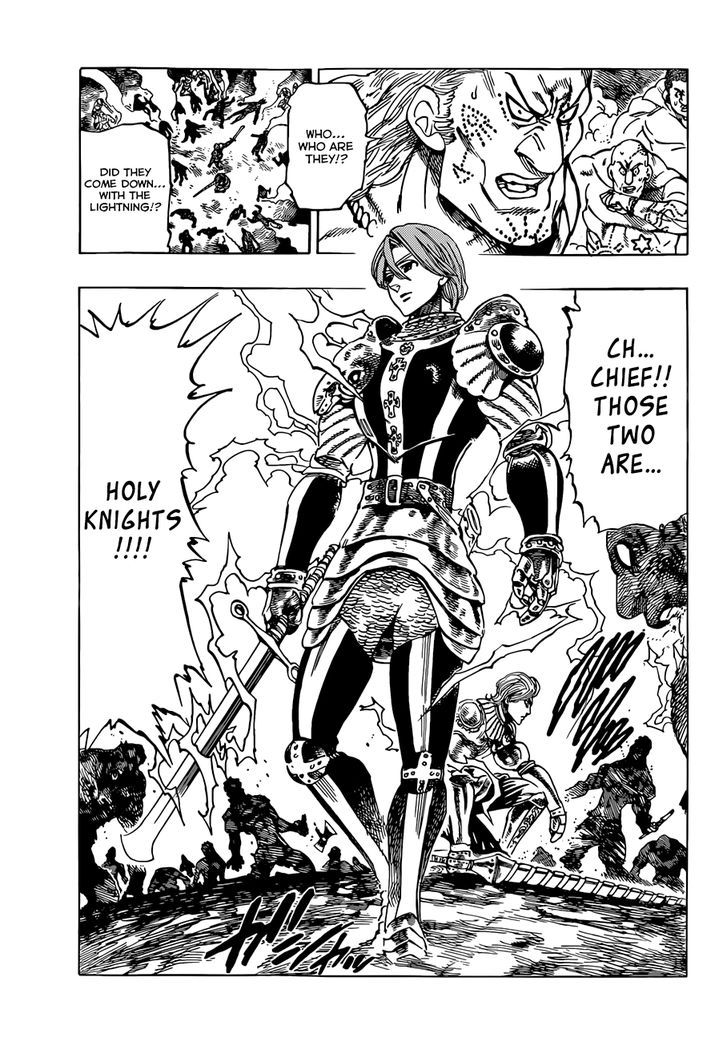 WHO...
WHO ARE
THEY!?
DID THEY
COME DOWN...
WITH THE
LIGHTNING!?
CH...
CHIEF!!
THOSE
TWO
ARE...
HOLY
KNIGHTS
!!!!